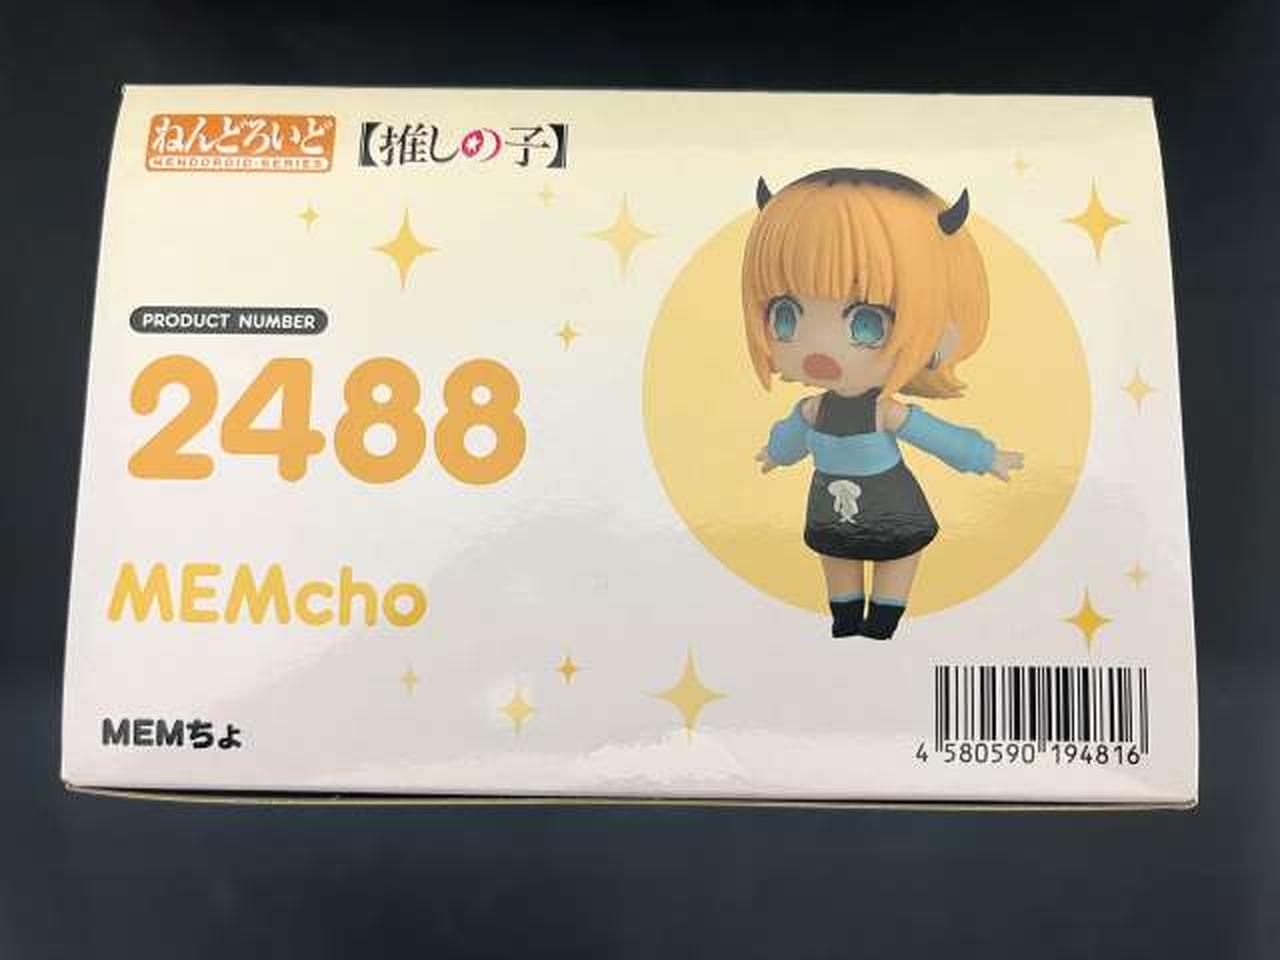 ねんどろいど
NENDOROID SERIES
【推しの子】
PRODUCT NUMBER
2488
MEMcho
MEMちょ
4 580590 194816